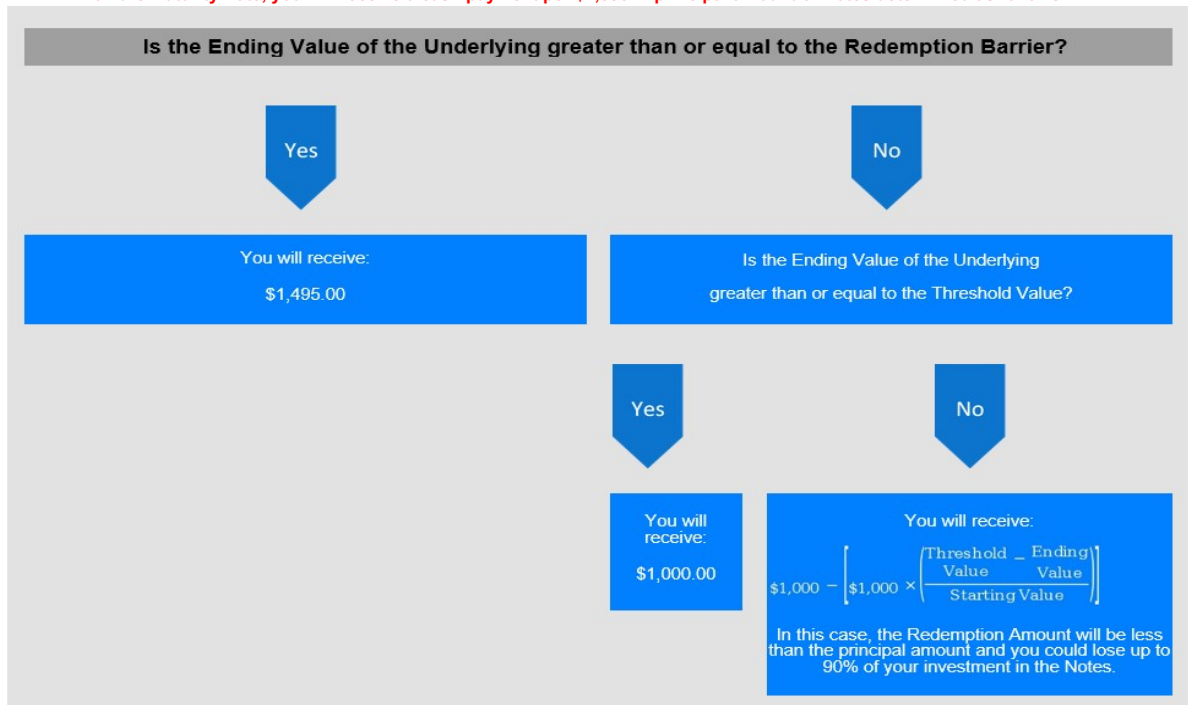 Is the Ending Value of the Underlying greater than or equal to the Redemption Barrier?
Yes
No
You will receive:
$1,495.00
Is the Ending Value of the Underlying
greater than or equal to the Threshold Value?
Yes
No
You will
receive:
$1,000.00
You will receive:
$1,000 − [$1,000 × ((Threshold Value − Ending Value) / Starting Value)]
In this case, the Redemption Amount will be less
than the principal amount and you could lose up to
90% of your investment in the Notes.